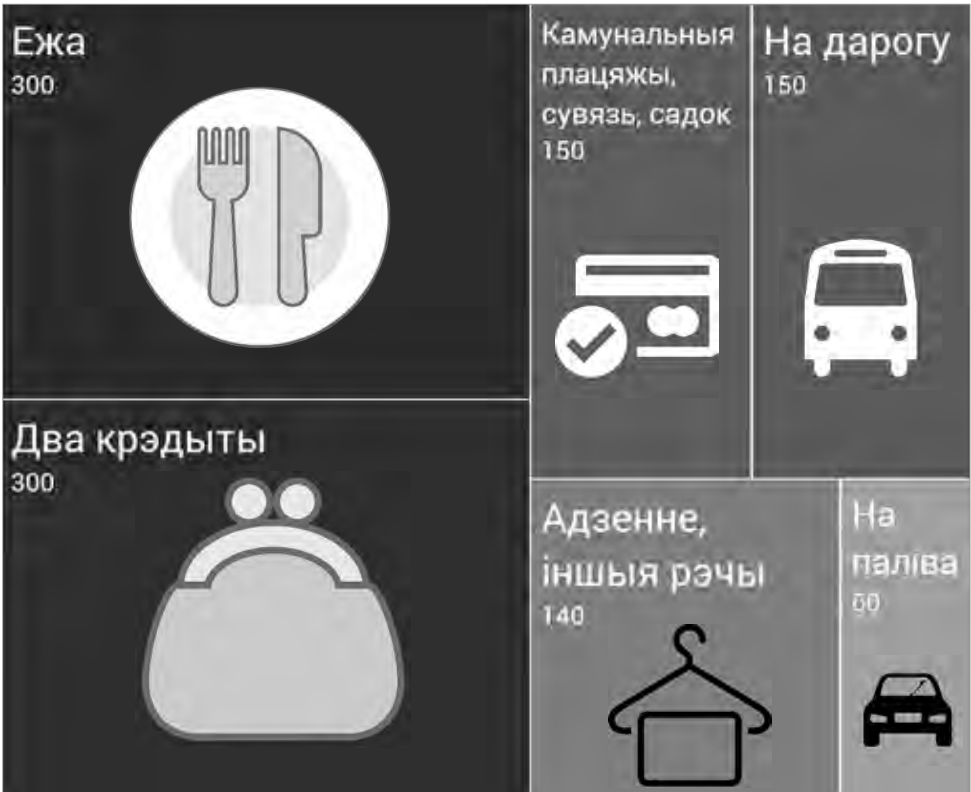 Ежа
300
Камунальныя
плацяжы,
сувязь, садок
150
На дарогу
150
Два крэдыты
300
Адзенне,
іншыя рэчы
140
На
паліва
60